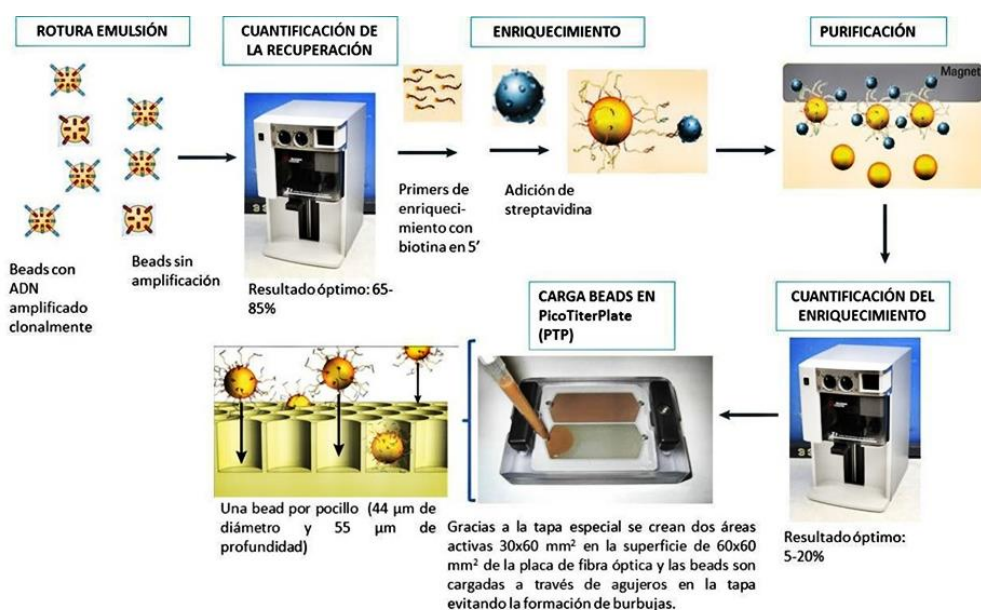 ROTURA EMULSIÓN
CUANTIFICACIÓN DE
LA RECUPERACIÓN
ENRIQUECIMIENTO
PURIFICACIÓN
Magnet
Beads con
ADN
amplificado
clonalmente
Beads sin
amplificación
Resultado óptimo: 65-
85%
Primers de
enriqueci-
miento con
biotina en 5'
Adición de
streptavidina
CUANTIFICACIÓN DEL
ENRIQUECIMIENTO
Resultado óptimo:
5-20%
CARGA BEADS EN
PicoTiterPlate
(PTP)
Gracias a la tapa especial se crean dos áreas
activas 30x60 mm² en la superficie de 60x60
mm² de la placa de fibra óptica y las beads son
cargadas a través de agujeros en la tapa
evitando la formación de burbujas.
Una bead por pocillo (44 µm de
diámetro y 55 µm de
profundidad)